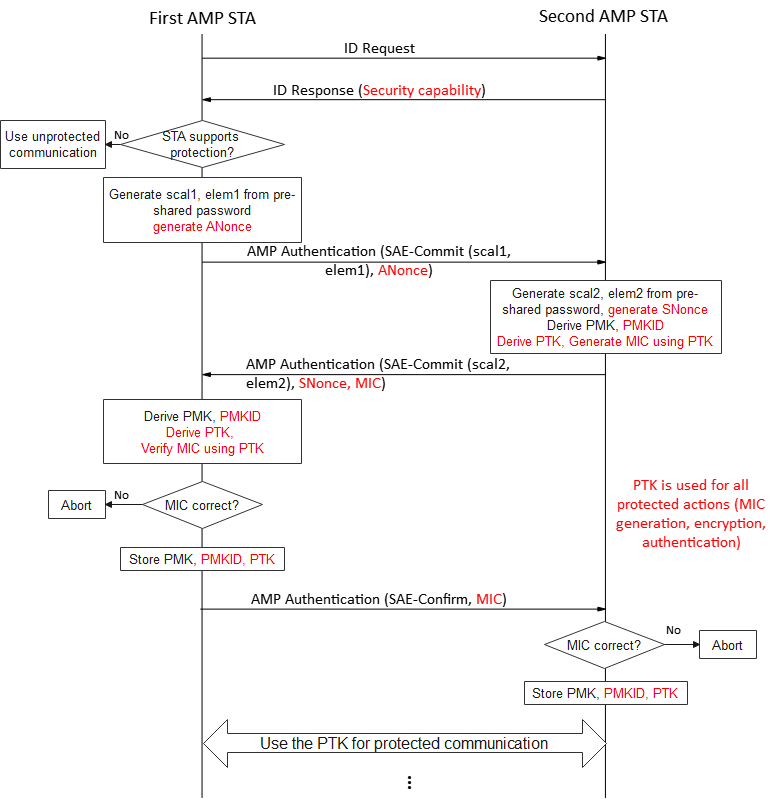 First AMP STA
Second AMP STA
ID Request
ID Response (Security capability)
STA supports
protection?
No
Use unprotected
communication
Generate scal1, elem1 from pre-
shared password
generate ANonce
AMP Authentication (SAE-Commit (scal1,
elem1), ANonce)
Generate scal2, elem2 from pre-
shared password, generate SNonce
Derive PMK, PMKID
Derive PTK, Generate MIC using PTK
AMP Authentication (SAE-Commit (scal2,
elem2), SNonce, MIC)
Derive PMK, PMKID
Derive PTK,
Verify MIC using PTK
MIC correct?
No
Abort
PTK is used for all
protected actions (MIC
generation, encryption,
authentication)
Store PMK, PMKID, PTK
AMP Authentication (SAE-Confirm, MIC)
MIC correct?
No
Abort
Store PMK, PMKID, PTK
Use the PTK for protected communication
⋮